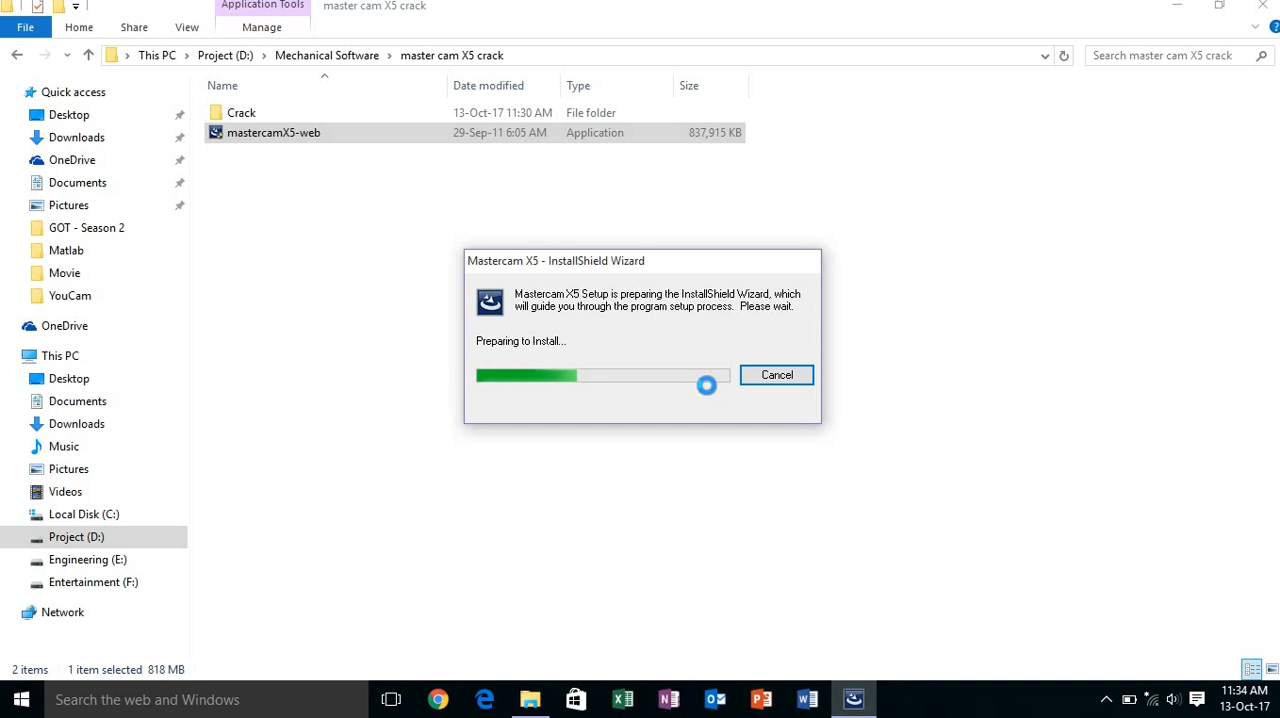 Application Tools master cam X5 crack
File Home Share View Manage
This PC Project (D:) Mechanical Software master cam X5 crack Search master cam X5 crack
Name Date modified Type Size
Quick access
Crack 13-Oct-17 11:30 AM File folder
Desktop
mastercamX5-web 29-Sep-11 6:05 AM Application 837,915 KB
Downloads
OneDrive
Documents
Pictures
GOT - Season 2
Matlab
Movie
YouCam
OneDrive
This PC
Desktop
Documents
Downloads
Music
Pictures
Videos
Local Disk (C:)
Project (D:)
Engineering (E:)
Entertainment (F:)
Network
Mastercam X5 - InstallShield Wizard
Mastercam X5 Setup is preparing the InstallShield Wizard, which
will guide you through the program setup process. Please wait.
Preparing to Install...
Cancel
2 items 1 item selected 818 MB
Search the web and Windows
11:34 AM
13-Oct-17